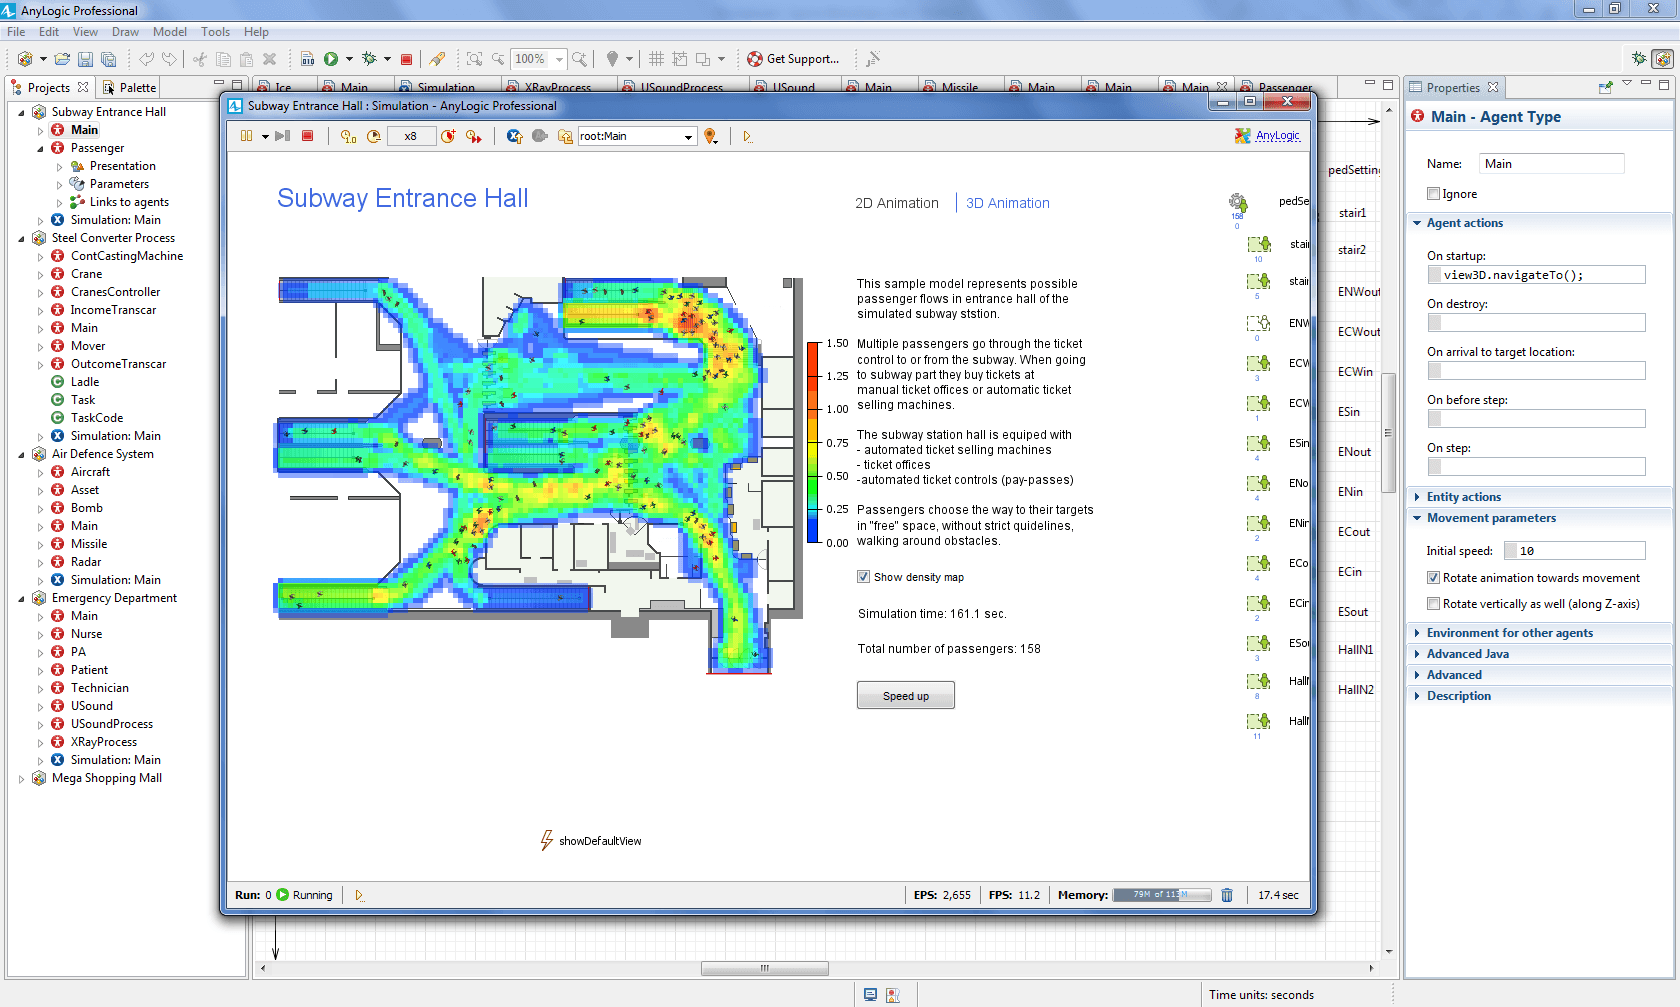 AnyLogic Professional
File Edit View Draw Model Tools Help
100% Get Support...
Projects Palette
Ice Main Simulation XRayProcess USoundProcess USound Main Missile Main Main Main Passenger
Subway Entrance Hall
Main
Passenger
Presentation
Parameters
Links to agents
Simulation: Main
Steel Converter Process
ContCastingMachine
Crane
CranesController
IncomeTranscar
Main
Mover
OutcomeTranscar
Ladle
Task
TaskCode
Simulation: Main
Air Defence System
Aircraft
Asset
Bomb
Main
Missile
Radar
Simulation: Main
Emergency Department
Main
Nurse
PA
Patient
Technician
USound
USoundProcess
XRayProcess
Simulation: Main
Mega Shopping Mall
Subway Entrance Hall : Simulation - AnyLogic Professional
x8 root:Main AnyLogic
Subway Entrance Hall
2D Animation 3D Animation
1.50
1.25
1.00
0.75
0.50
0.25
0.00
This sample model represents possible
passenger flows in entrance hall of the
simulated subway ststion.
Multiple passengers go through the ticket
control to or from the subway. When going
to subway part they buy tickets at
manual ticket offices or automatic ticket
selling machines.
The subway station hall is equiped with
- automated ticket selling machines
- ticket offices
-automated ticket controls (pay-passes)
Passengers choose the way to their targets
in "free" space, without strict quidelines,
walking around obstacles.
Show density map
Simulation time: 161.1 sec.
Total number of passengers: 158
Speed up
showDefaultView
pedSe
158
0
stai
10
stai
5
ENW
0
ECW
3
ECW
1
ESin
4
ENo
4
ENin
2
ECo
4
ECin
2
ESo
3
HallI
8
HallI
11
Run: 0 Running EPS: 2,655 FPS: 11.2 Memory: 79M of 113M 17.4 sec
pedSetting
stair1
stair2
ENWout
ECWout
ECWin
ESin
ENout
ENin
ECout
ECin
ESout
HallN1
HallN2
Properties
Main - Agent Type
Name: Main
Ignore
Agent actions
On startup:
view3D.navigateTo();
On destroy:
On arrival to target location:
On before step:
On step:
Entity actions
Movement parameters
Initial speed: 10
Rotate animation towards movement
Rotate vertically as well (along Z-axis)
Environment for other agents
Advanced Java
Advanced
Description
Time units: seconds